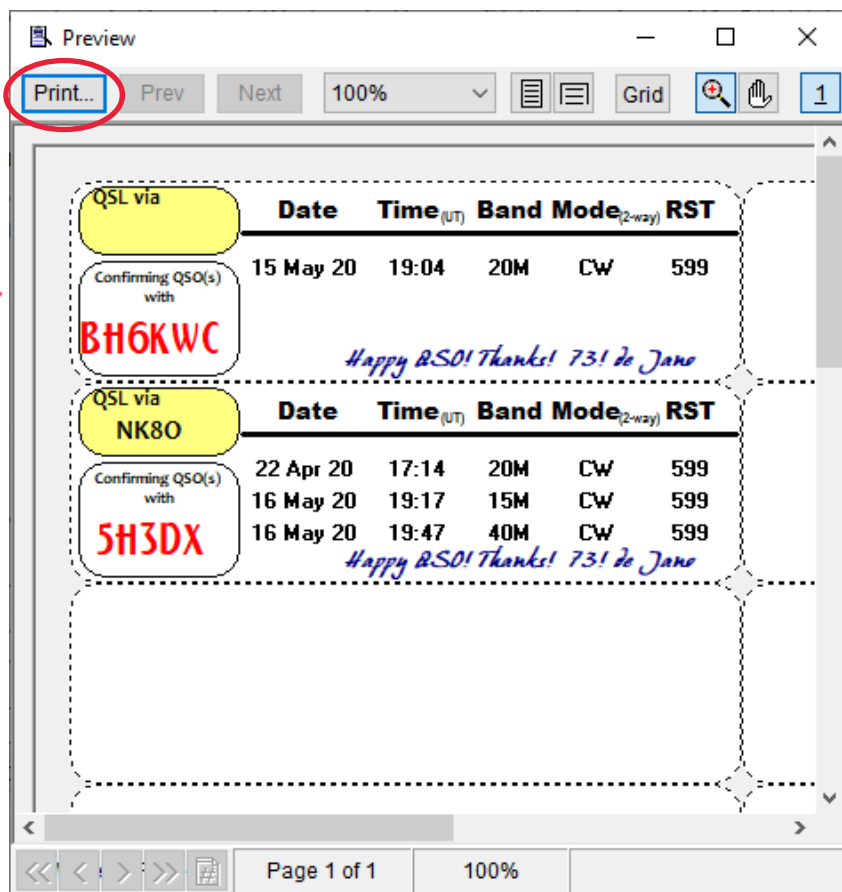 Preview
Print... Prev Next 100% Grid 1
QSL via
Date Time(UT) Band Mode(2-way) RST
Confirming QSO(s)
with
BH6KWC
15 May 20 19:04 20M CW 599
Happy QSO! Thanks! 73! de Jane
QSL via
NK8O
Date Time(UT) Band Mode(2-way) RST
Confirming QSO(s)
with
5H3DX
22 Apr 20 17:14 20M CW 599
16 May 20 19:17 15M CW 599
16 May 20 19:47 40M CW 599
Happy QSO! Thanks! 73! de Jane
Page 1 of 1 100%